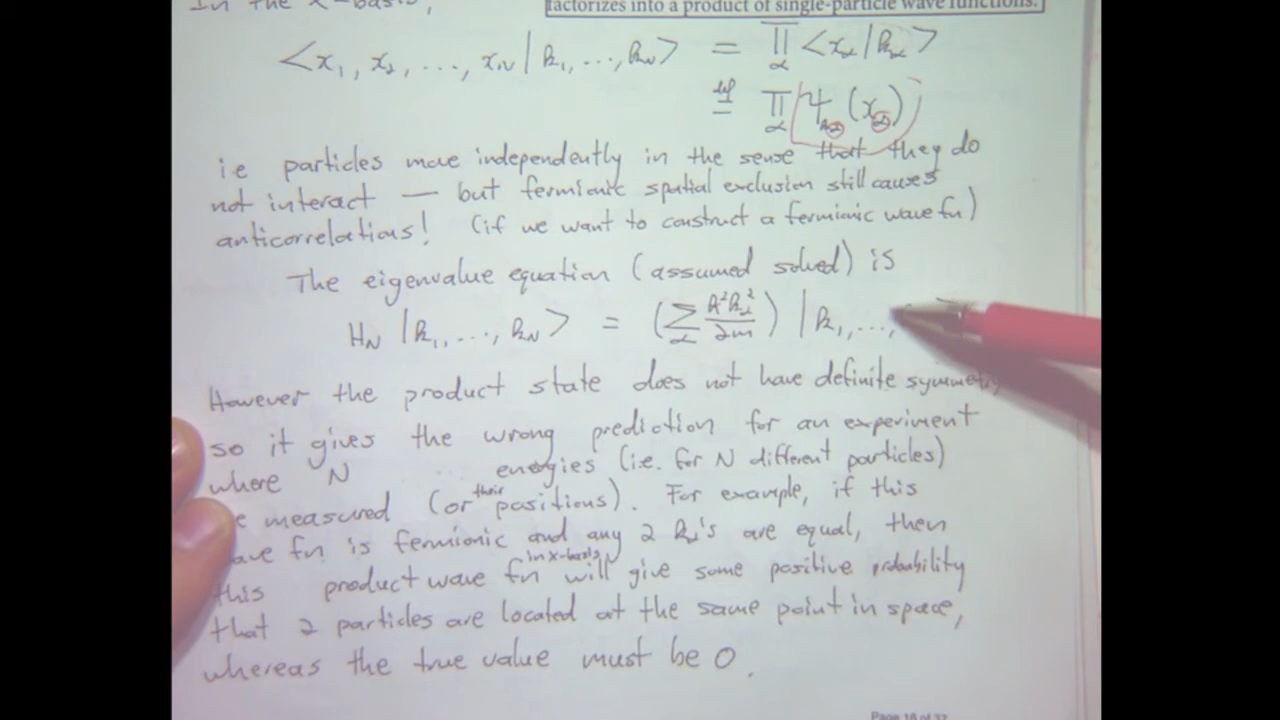 In the x-basis,
factorizes into a product of single-particle wave functions.
<x₁, x₂, ..., x_N | k₁, ..., k_N> = ∏_α <x_α | k_α>
≝ ∏_α ψ_{k_α}(x_α)
i.e particles move independently in the sense that they do
not interact — but fermionic spatial exclusion still causes
anticorrelations! (if we want to construct a fermionic wave fn)
The eigenvalue equation (assumed solved) is
H_N |k₁, ..., k_N> = (∑_α ħ²k_α²/2m) |k₁, ...,
However the product state does not have definite symmetry
so it gives the wrong prediction for an experiment
where N energies (i.e. for N different particles)
measured (or their positions). For example, if this
fn is fermionic and any 2 k_α's are equal, then
this product wave fn in x-basis will give some positive probability
that 2 particles are located at the same point in space,
whereas the true value must be 0.